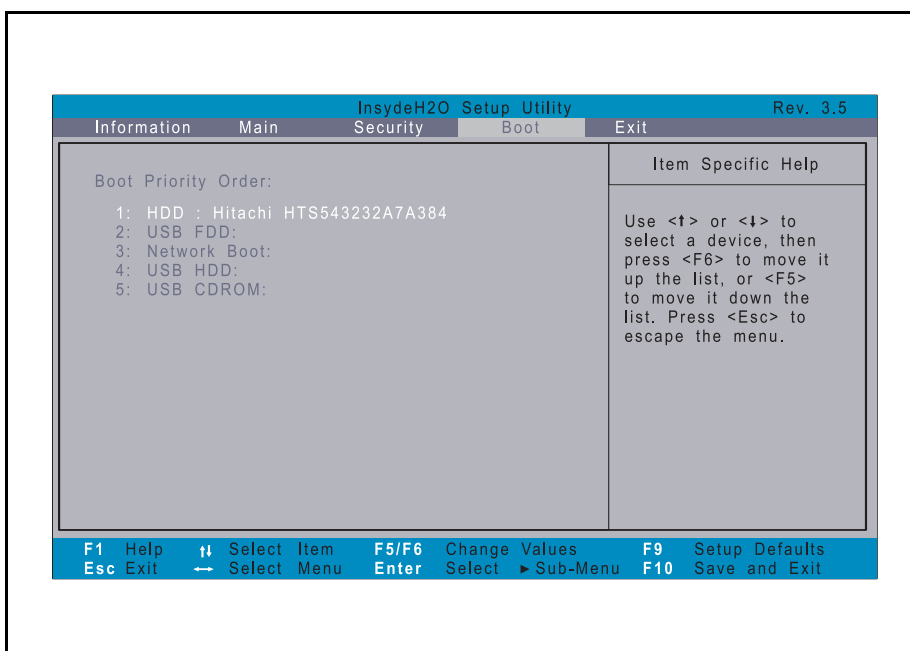 InsydeH2O Setup Utility Rev. 3.5
Information Main Security Boot Exit
Boot Priority Order:
1: HDD : Hitachi HTS543232A7A384
2: USB FDD:
3: Network Boot:
4: USB HDD:
5: USB CDROM:
Item Specific Help
Use <↑> or <↓> to
select a device, then
press <F6> to move it
up the list, or <F5>
to move it down the
list. Press <Esc> to
escape the menu.
F1 Help ↑↓ Select Item F5/F6 Change Values F9 Setup Defaults
Esc Exit ↔ Select Menu Enter Select ►Sub-Menu F10 Save and Exit